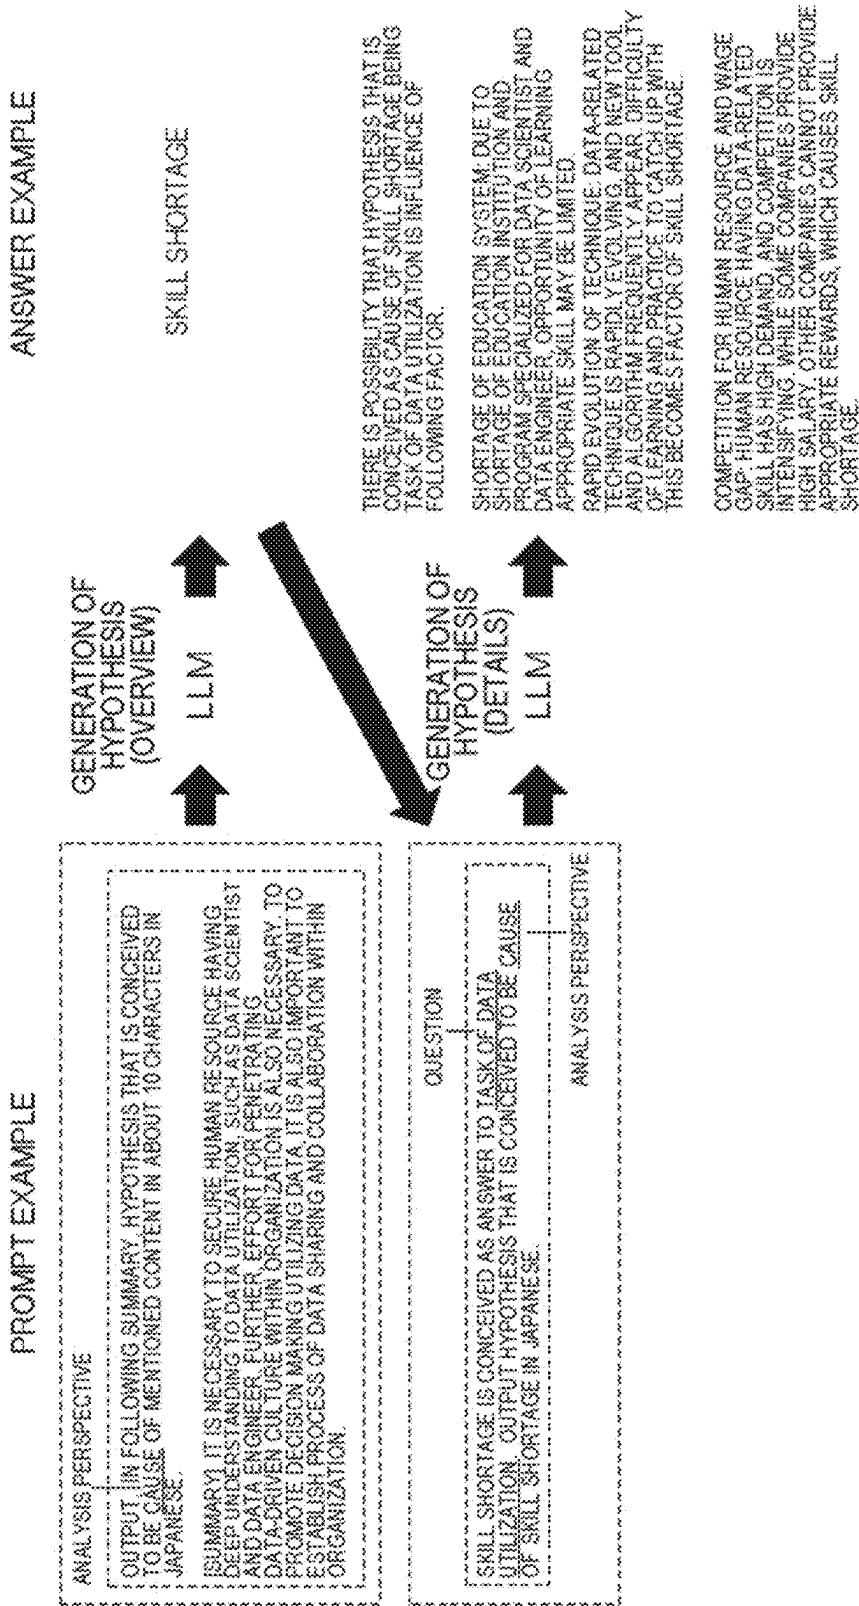 PROMPT EXAMPLE
ANSWER EXAMPLE
ANALYSIS PERSPECTIVE
OUTPUT, IN FOLLOWING SUMMARY, HYPOTHESIS THAT IS CONCEIVED
TO BE CAUSE OF MENTIONED CONTENT IN ABOUT 10 CHARACTERS IN
JAPANESE.
[SUMMARY] IT IS NECESSARY TO SECURE HUMAN RESOURCE HAVING
DEEP UNDERSTANDING TO DATA UTILIZATION, SUCH AS DATA SCIENTIST
AND DATA ENGINEER. FURTHER, EFFORT FOR PENETRATING
DATA-DRIVEN CULTURE WITHIN ORGANIZATION IS ALSO NECESSARY. TO
PROMOTE DECISION MAKING UTILIZING DATA, IT IS ALSO IMPORTANT TO
ESTABLISH PROCESS OF DATA SHARING AND COLLABORATION WITHIN
ORGANIZATION.
GENERATION OF
HYPOTHESIS
(OVERVIEW)
LLM
SKILL SHORTAGE
QUESTION
SKILL SHORTAGE IS CONCEIVED AS ANSWER TO TASK OF DATA
UTILIZATION. OUTPUT HYPOTHESIS THAT IS CONCEIVED TO BE CAUSE
OF SKILL SHORTAGE IN JAPANESE.
ANALYSIS PERSPECTIVE
GENERATION OF
HYPOTHESIS
(DETAILS)
LLM
THERE IS POSSIBILITY THAT HYPOTHESIS THAT IS
CONCEIVED AS CAUSE OF SKILL SHORTAGE BEING
TASK OF DATA UTILIZATION IS INFLUENCE OF
FOLLOWING FACTOR.
SHORTAGE OF EDUCATION SYSTEM: DUE TO
SHORTAGE OF EDUCATION INSTITUTION AND
PROGRAM SPECIALIZED FOR DATA SCIENTIST AND
DATA ENGINEER, OPPORTUNITY OF LEARNING
APPROPRIATE SKILL MAY BE LIMITED.
RAPID EVOLUTION OF TECHNIQUE: DATA-RELATED
TECHNIQUE IS RAPIDLY EVOLVING, AND NEW TOOL
AND ALGORITHM FREQUENTLY APPEAR. DIFFICULTY
OF LEARNING AND PRACTICE TO CATCH UP WITH
THIS BECOMES FACTOR OF SKILL SHORTAGE.
COMPETITION FOR HUMAN RESOURCE AND WAGE
GAP: HUMAN RESOURCE HAVING DATA-RELATED
SKILL HAS HIGH DEMAND, AND COMPETITION IS
INTENSIFYING. WHILE SOME COMPANIES PROVIDE
HIGH SALARY, OTHER COMPANIES CANNOT PROVIDE
APPROPRIATE REWARDS, WHICH CAUSES SKILL
SHORTAGE.